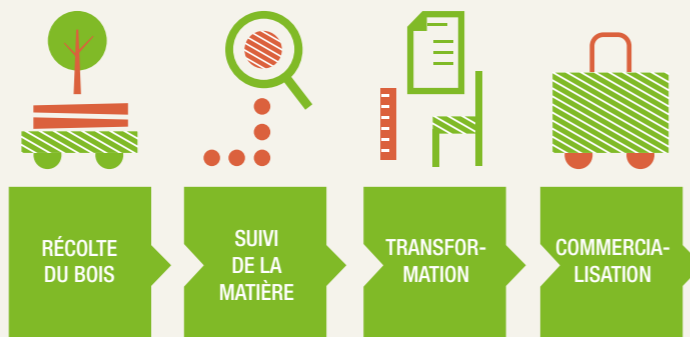 RÉCOLTE
DU BOIS
SUIVI
DE LA
MATIÈRE
TRANSFOR-
MATION
COMMERCIA-
LISATION